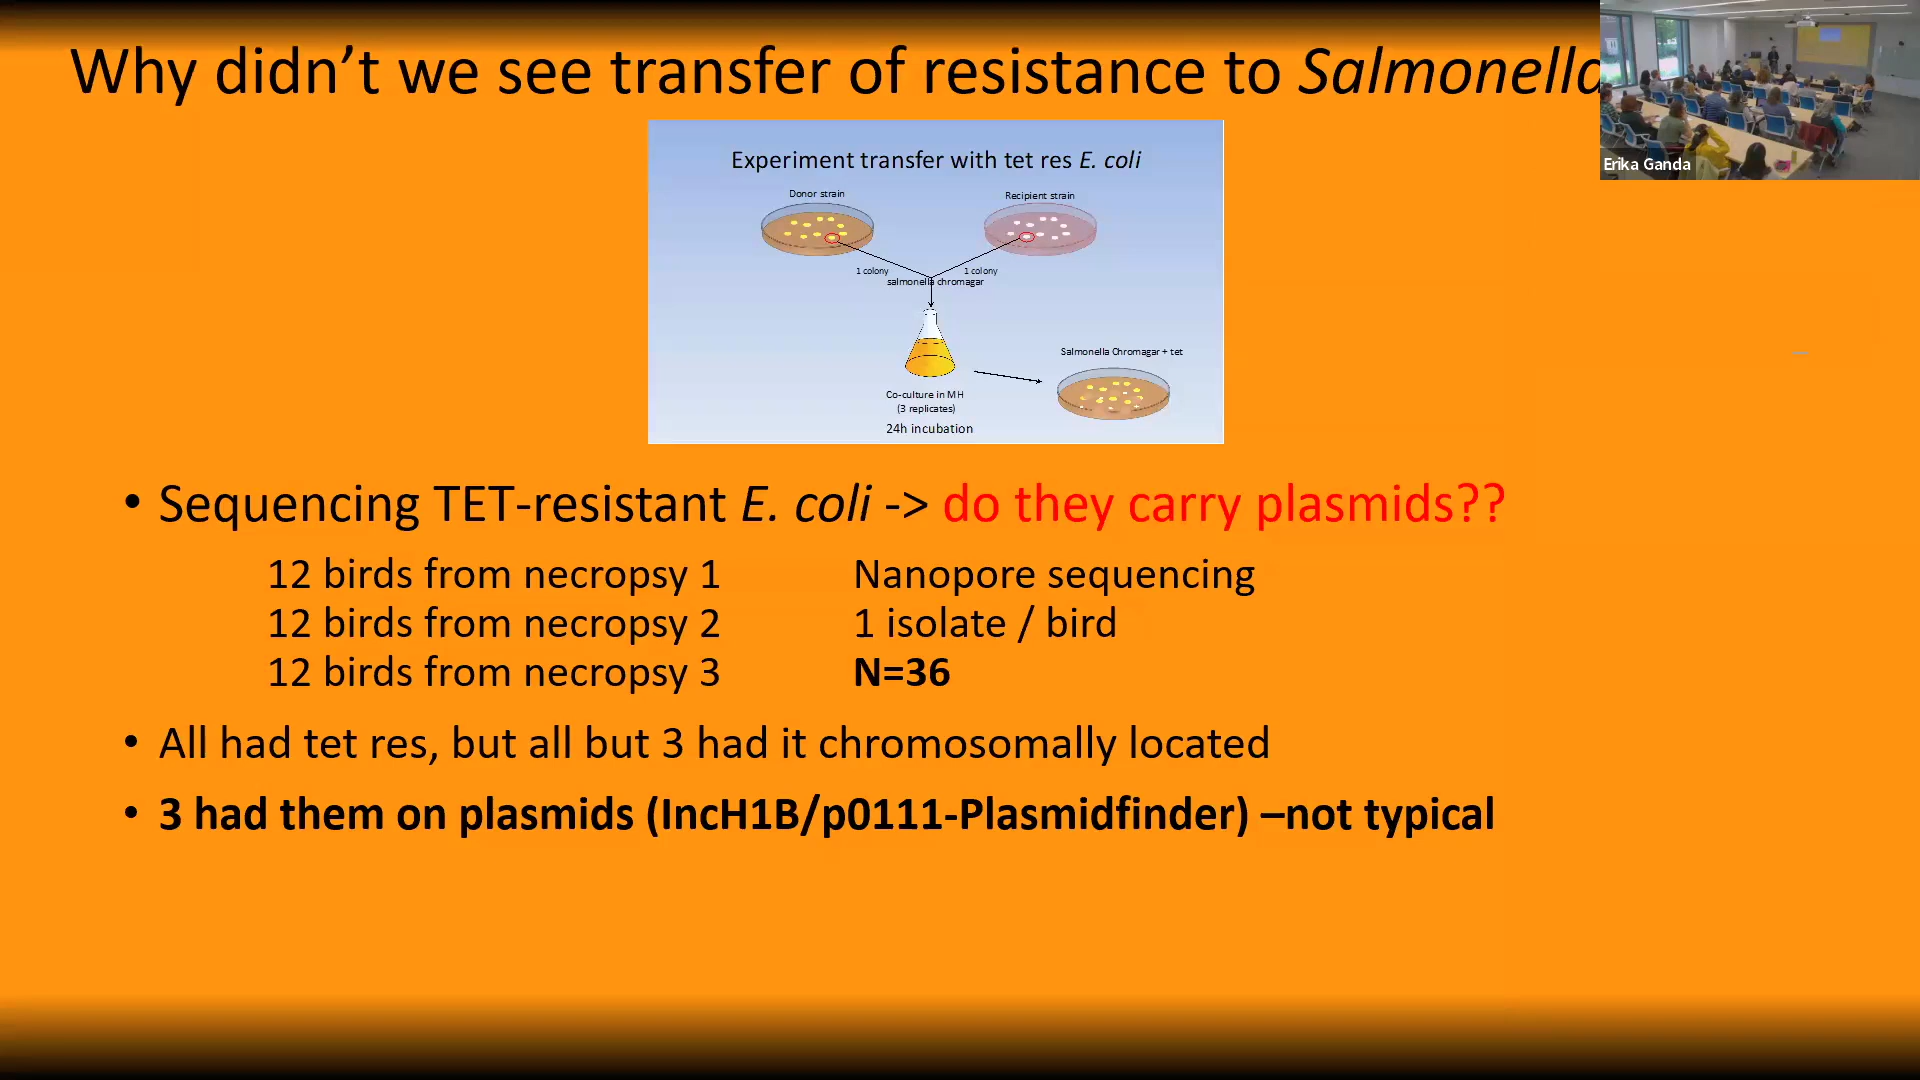 Why didn’t we see transfer of resistance to Salmonella
Erika Ganda
Experiment transfer with tet res E. coli
Donor strain
Recipient strain
1 colony
1 colony
salmonella chromagar
Salmonella Chromagar + tet
Co-culture in MH
(3 replicates)
24h incubation
• Sequencing TET-resistant E. coli -> do they carry plasmids??
12 birds from necropsy 1 Nanopore sequencing
12 birds from necropsy 2 1 isolate / bird
12 birds from necropsy 3 N=36
• All had tet res, but all but 3 had it chromosomally located
• 3 had them on plasmids (IncH1B/p0111-Plasmidfinder) –not typical